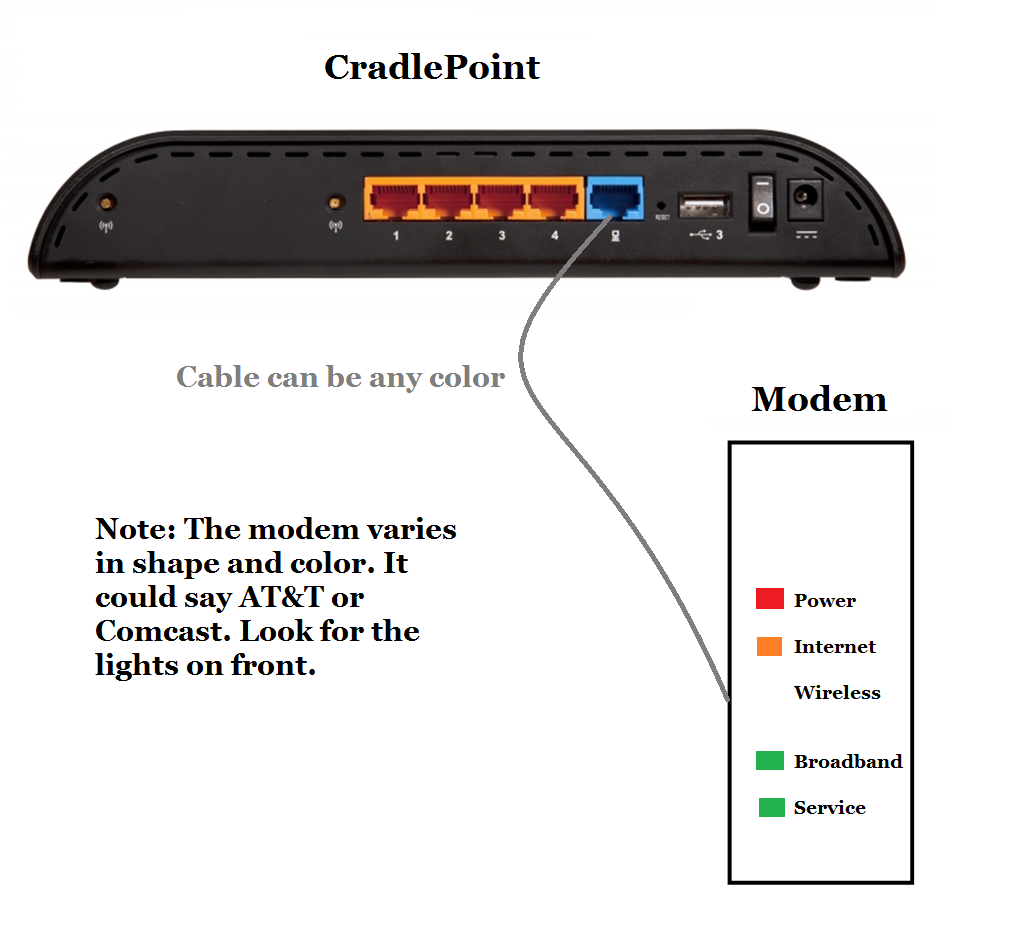 CradlePoint
1 2 3 4 RESET 3
Cable can be any color
Modem
Note: The modem varies
in shape and color. It
could say AT&T or
Comcast. Look for the
lights on front.
Power
Internet
Wireless
Broadband
Service